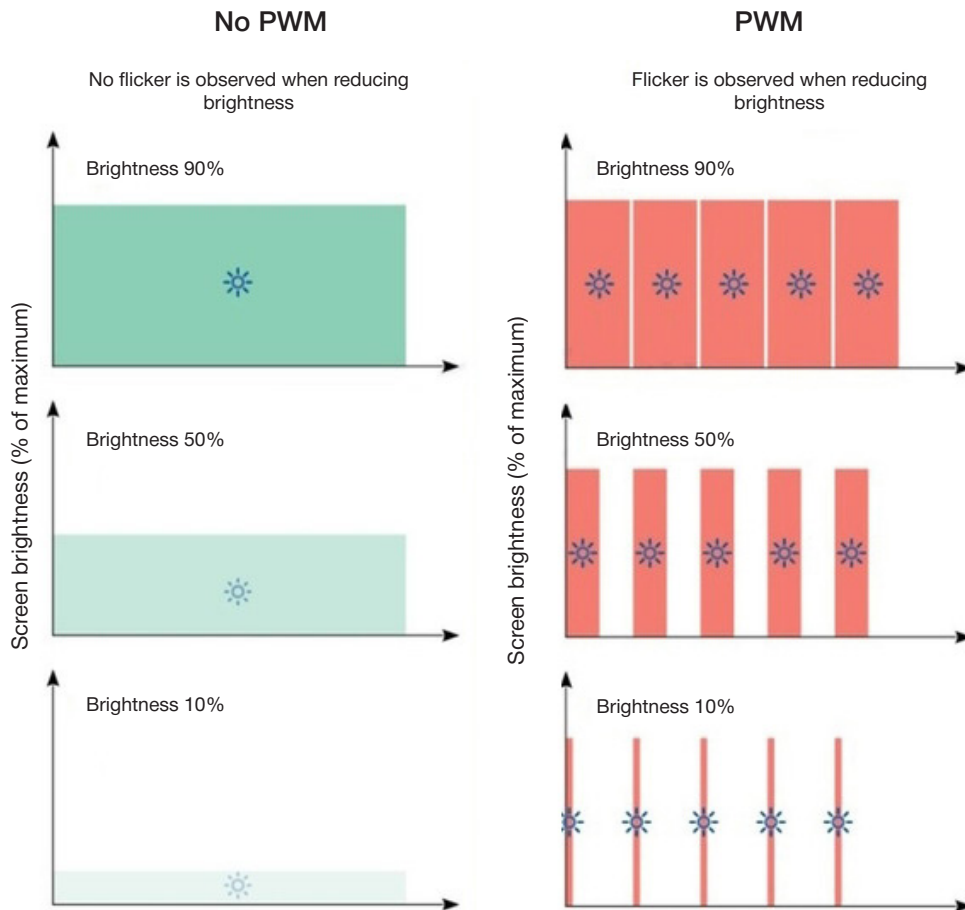 No PWM
No flicker is observed when reducing
brightness
Screen brightness (% of maximum)
Brightness 90%
Brightness 50%
Brightness 10%
PWM
Flicker is observed when reducing
brightness
Screen brightness (% of maximum)
Brightness 90%
Brightness 50%
Brightness 10%